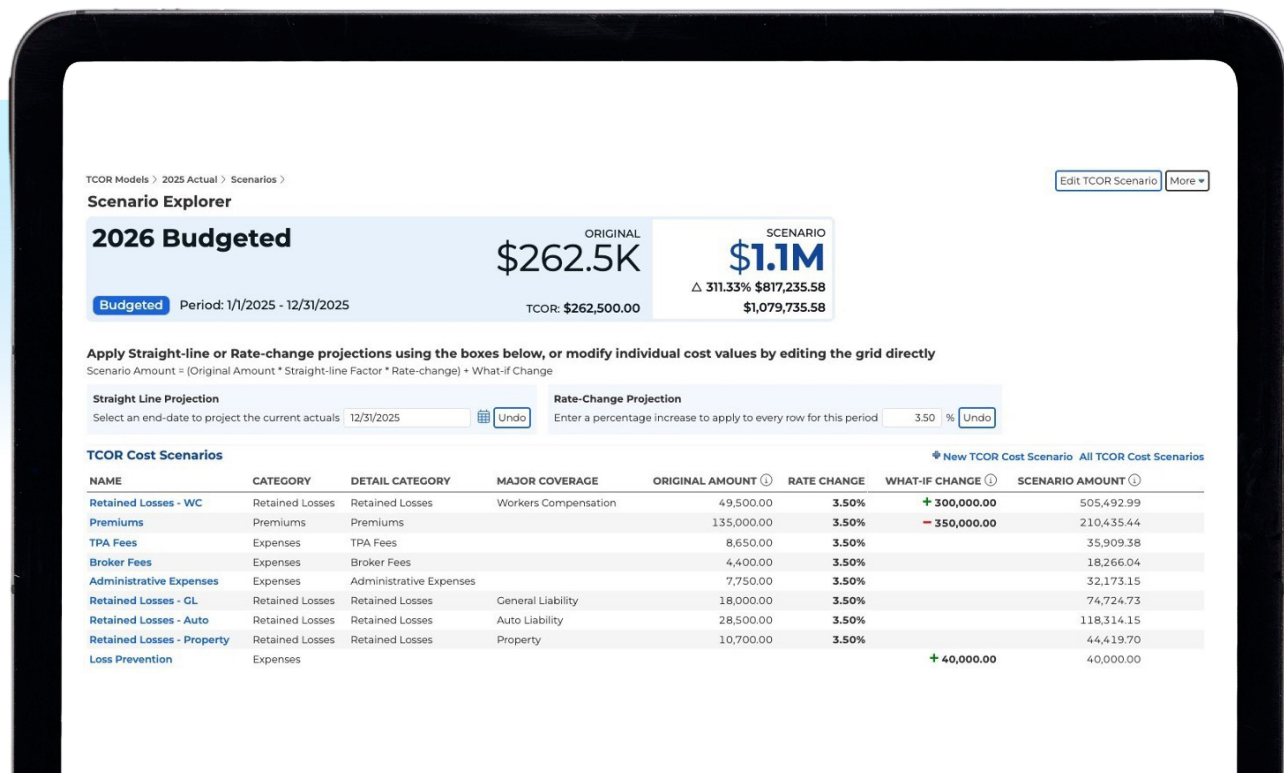 TCOR Models > 2025 Actual > Scenarios >
Edit TCOR Scenario More
Scenario Explorer
2026 Budgeted
ORIGINAL
$262.5K
SCENARIO
$1.1M
△ 311.33% $817,235.58
Budgeted Period: 1/1/2025 - 12/31/2025
TCOR: $262,500.00
$1,079,735.58
Apply Straight-line or Rate-change projections using the boxes below, or modify individual cost values by editing the grid directly
Scenario Amount = (Original Amount * Straight-line Factor * Rate-change) + What-if Change
Straight Line Projection
Select an end-date to project the current actuals 12/31/2025 Undo
Rate-Change Projection
Enter a percentage increase to apply to every row for this period 3.50 % Undo
TCOR Cost Scenarios
New TCOR Cost Scenario All TCOR Cost Scenarios
NAME CATEGORY DETAIL CATEGORY MAJOR COVERAGE ORIGINAL AMOUNT RATE CHANGE WHAT-IF CHANGE SCENARIO AMOUNT
Retained Losses - WC Retained Losses Retained Losses Workers Compensation 49,500.00 3.50% + 300,000.00 505,492.99
Premiums Premiums Premiums 135,000.00 3.50% − 350,000.00 210,435.44
TPA Fees Expenses TPA Fees 8,650.00 3.50% 35,909.38
Broker Fees Expenses Broker Fees 4,400.00 3.50% 18,266.04
Administrative Expenses Expenses Administrative Expenses 7,750.00 3.50% 32,173.15
Retained Losses - GL Retained Losses Retained Losses General Liability 18,000.00 3.50% 74,724.73
Retained Losses - Auto Retained Losses Retained Losses Auto Liability 28,500.00 3.50% 118,314.15
Retained Losses - Property Retained Losses Retained Losses Property 10,700.00 3.50% 44,419.70
Loss Prevention Expenses + 40,000.00 40,000.00